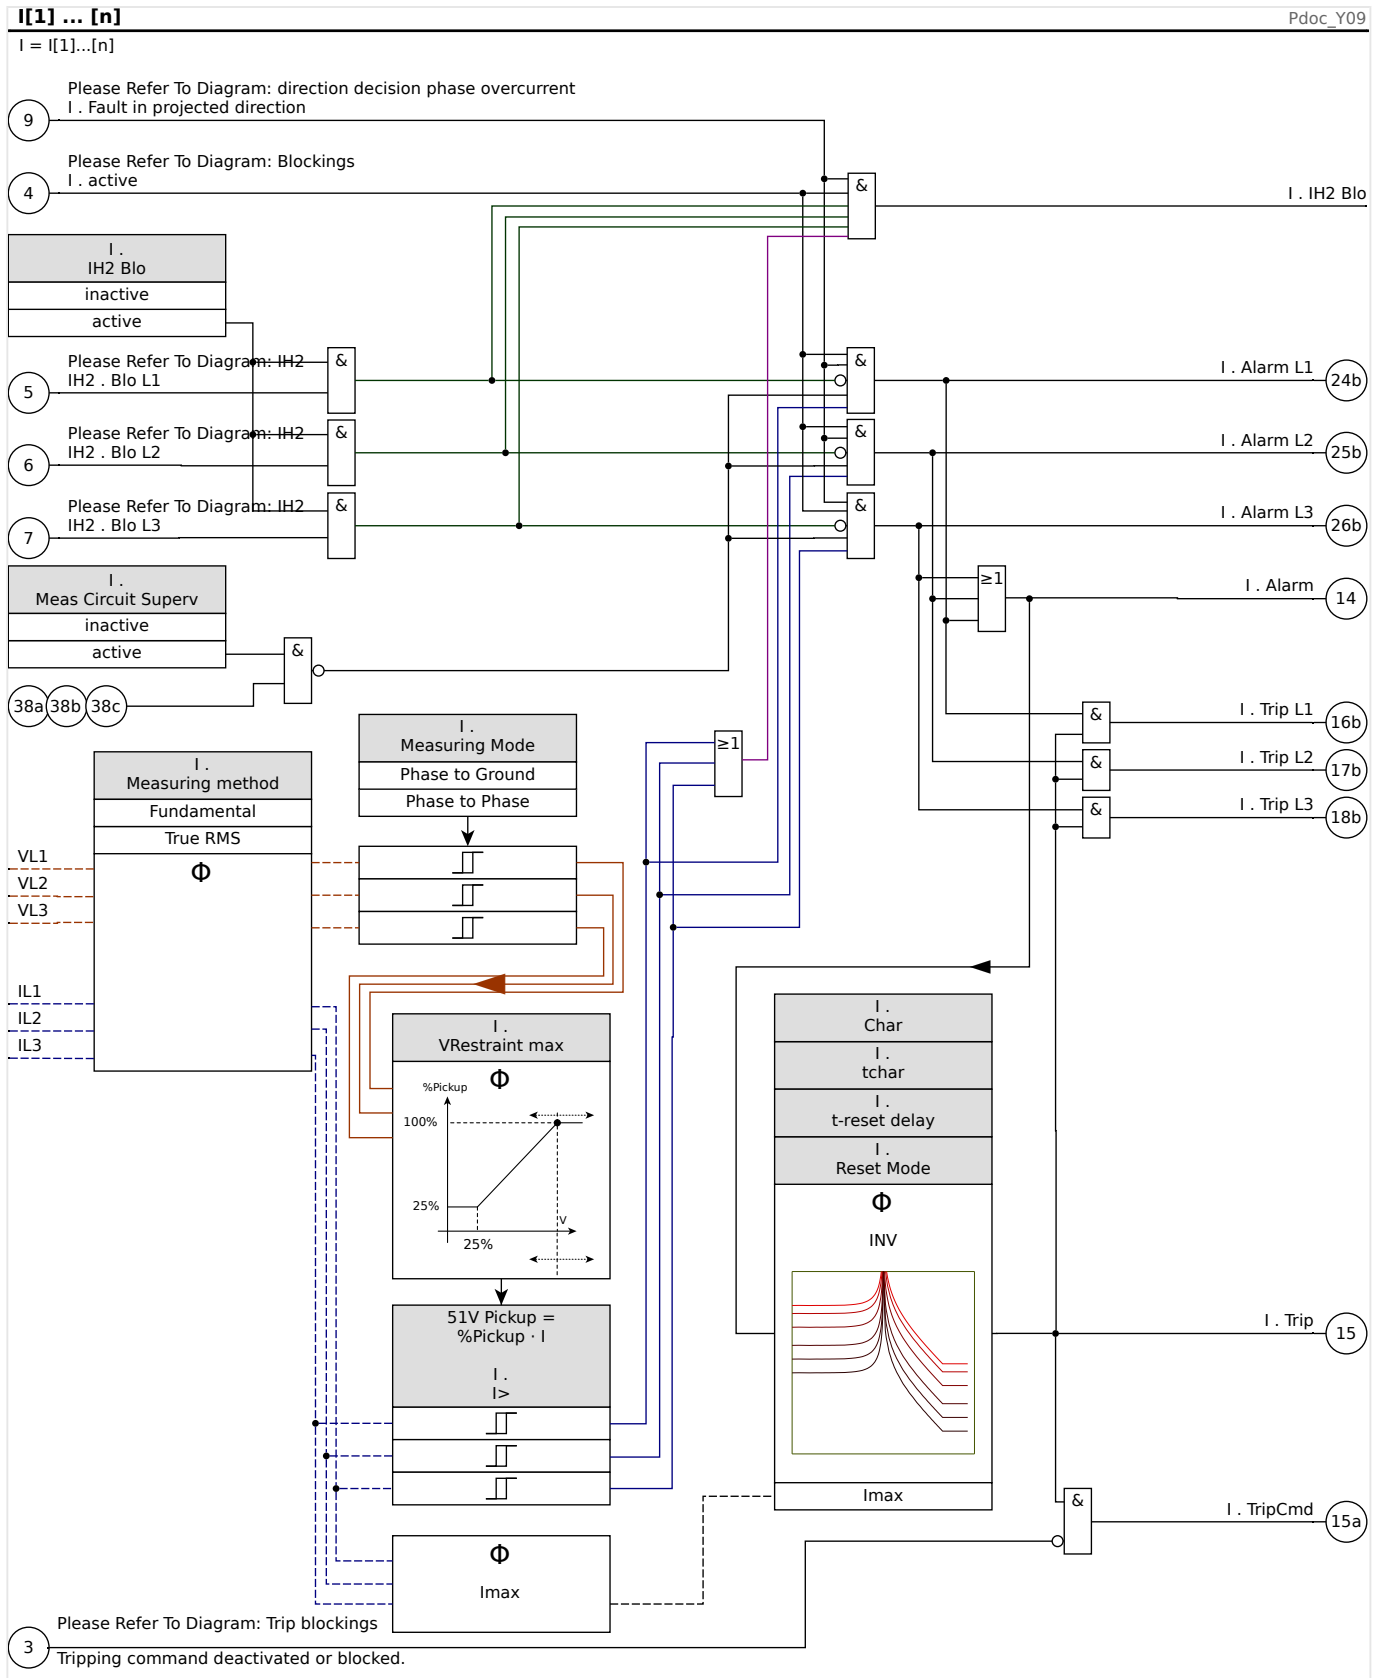 I[1] ... [n]
Pdoc_Y09
I = I[1]...[n]
Please Refer To Diagram: direction decision phase overcurrent
I . Fault in projected direction
9
Please Refer To Diagram: Blockings
I . active
4
&
I . IH2 Blo
I .
IH2 Blo
inactive
active
Please Refer To Diagram: IH2
IH2 . Blo L1
5
&
&
I . Alarm L1
24b
Please Refer To Diagram: IH2
IH2 . Blo L2
6
&
&
I . Alarm L2
25b
Please Refer To Diagram: IH2
IH2 . Blo L3
7
&
&
I . Alarm L3
26b
I .
Meas Circuit Superv
inactive
active
&
38a
38b
38c
≥1
I . Alarm
14
&
I . Trip L1
16b
&
I . Trip L2
17b
&
I . Trip L3
18b
I .
Measuring Mode
Phase to Ground
Phase to Phase
≥1
I .
Measuring method
Fundamental
True RMS
Φ
VL1
VL2
VL3
IL1
IL2
IL3
I .
VRestraint max
Φ
%Pickup
100%
25%
V
25%
I .
Char
I .
tchar
I .
t-reset delay
I .
Reset Mode
Φ
INV
Imax
51V Pickup =
%Pickup · I
I .
I>
I . Trip
15
&
I . TripCmd
15a
Φ
Imax
Please Refer To Diagram: Trip blockings
3
Tripping command deactivated or blocked.